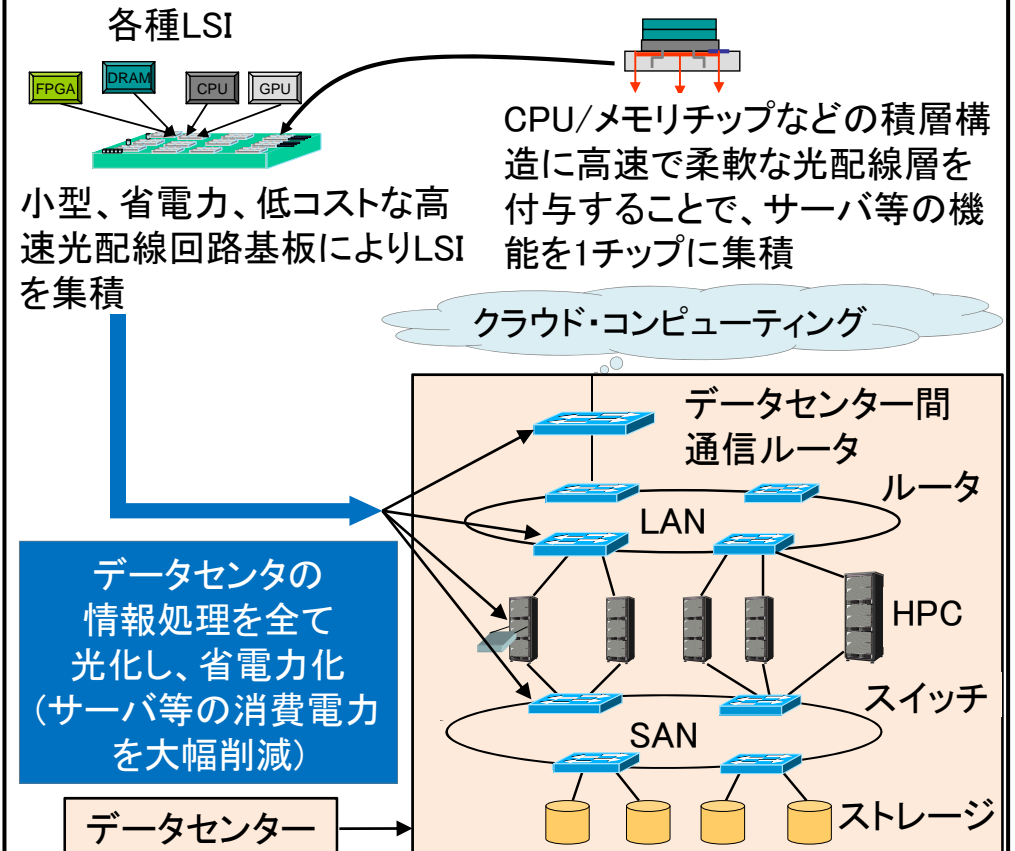 各種LSI
FPGA
DRAM
CPU
GPU
CPU/メモリチップなどの積層構
造に高速で柔軟な光配線層を
付与することで、サーバ等の機
能を1チップに集積
小型、省電力、低コストな高
速光配線回路基板によりLSI
を集積
クラウド・コンピューティング
データセンター間
通信ルータ
ルータ
LAN
データセンタの
情報処理を全て
光化し、省電力化
（サーバ等の消費電力
を大幅削減）
HPC
スイッチ
SAN
ストレージ
データセンター